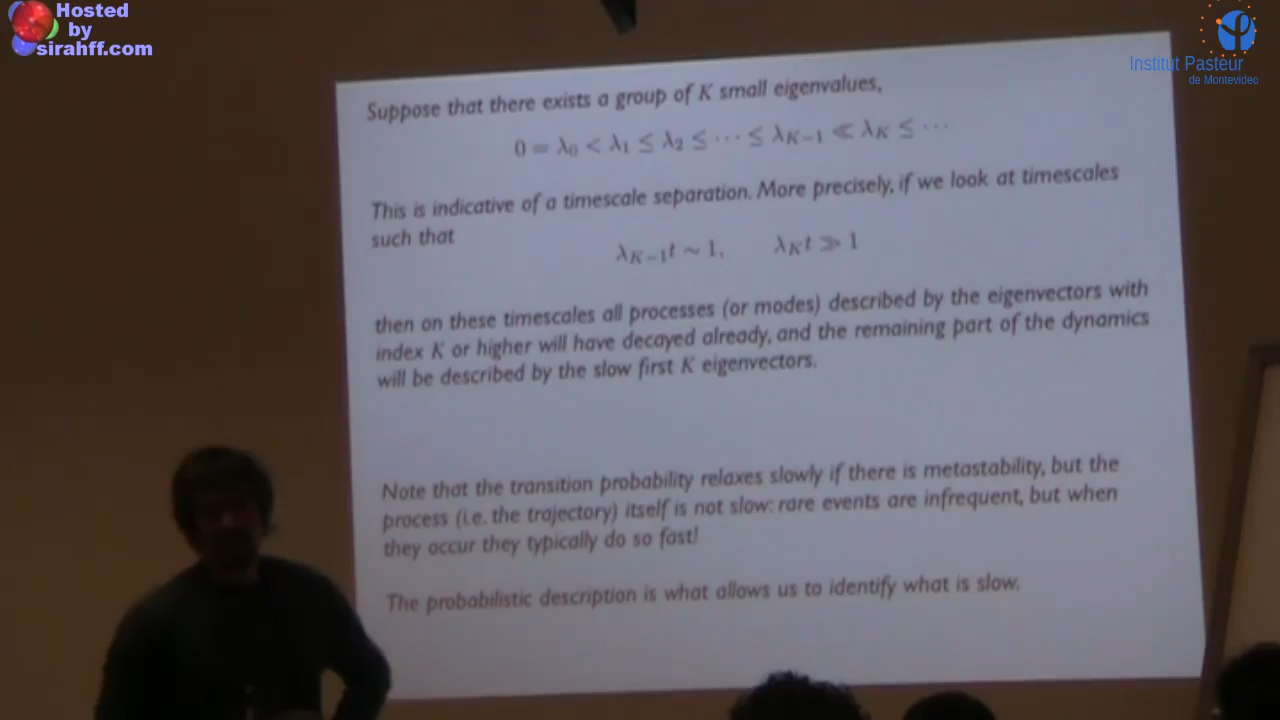 Hosted
by
sirahff.com
Institut Pasteur
de Montevideo
Suppose that there exists a group of K small eigenvalues,
0 = λ₀ < λ₁ ≤ λ₂ ≤ ··· ≤ λ_{K−1} ≪ λ_K ≤ ···
This is indicative of a timescale separation. More precisely, if we look at timescales
such that
λ_{K−1}t ∼ 1, λ_K t ≫ 1
then on these timescales all processes (or modes) described by the eigenvectors with
index K or higher will have decayed already, and the remaining part of the dynamics
will be described by the slow first K eigenvectors.
Note that the transition probability relaxes slowly if there is metastability, but the
process (i.e. the trajectory) itself is not slow: rare events are infrequent, but when
they occur they typically do so fast!
The probabilistic description is what allows us to identify what is slow.